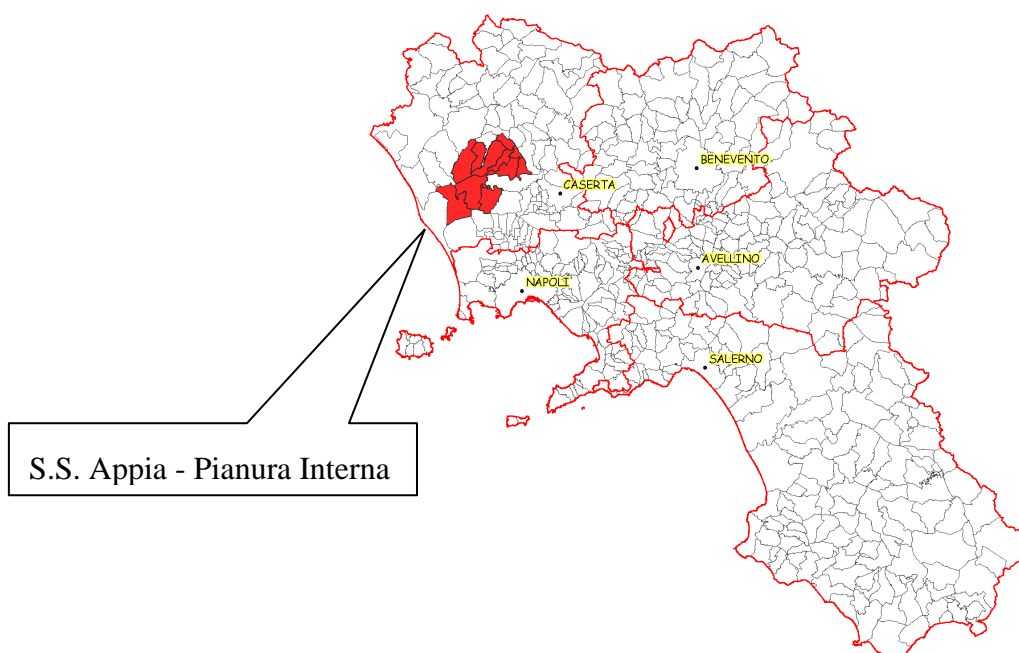 BENEVENTO
CASERTA
AVELLINO
NAPOLI
SALERNO
S.S. Appia - Pianura Interna